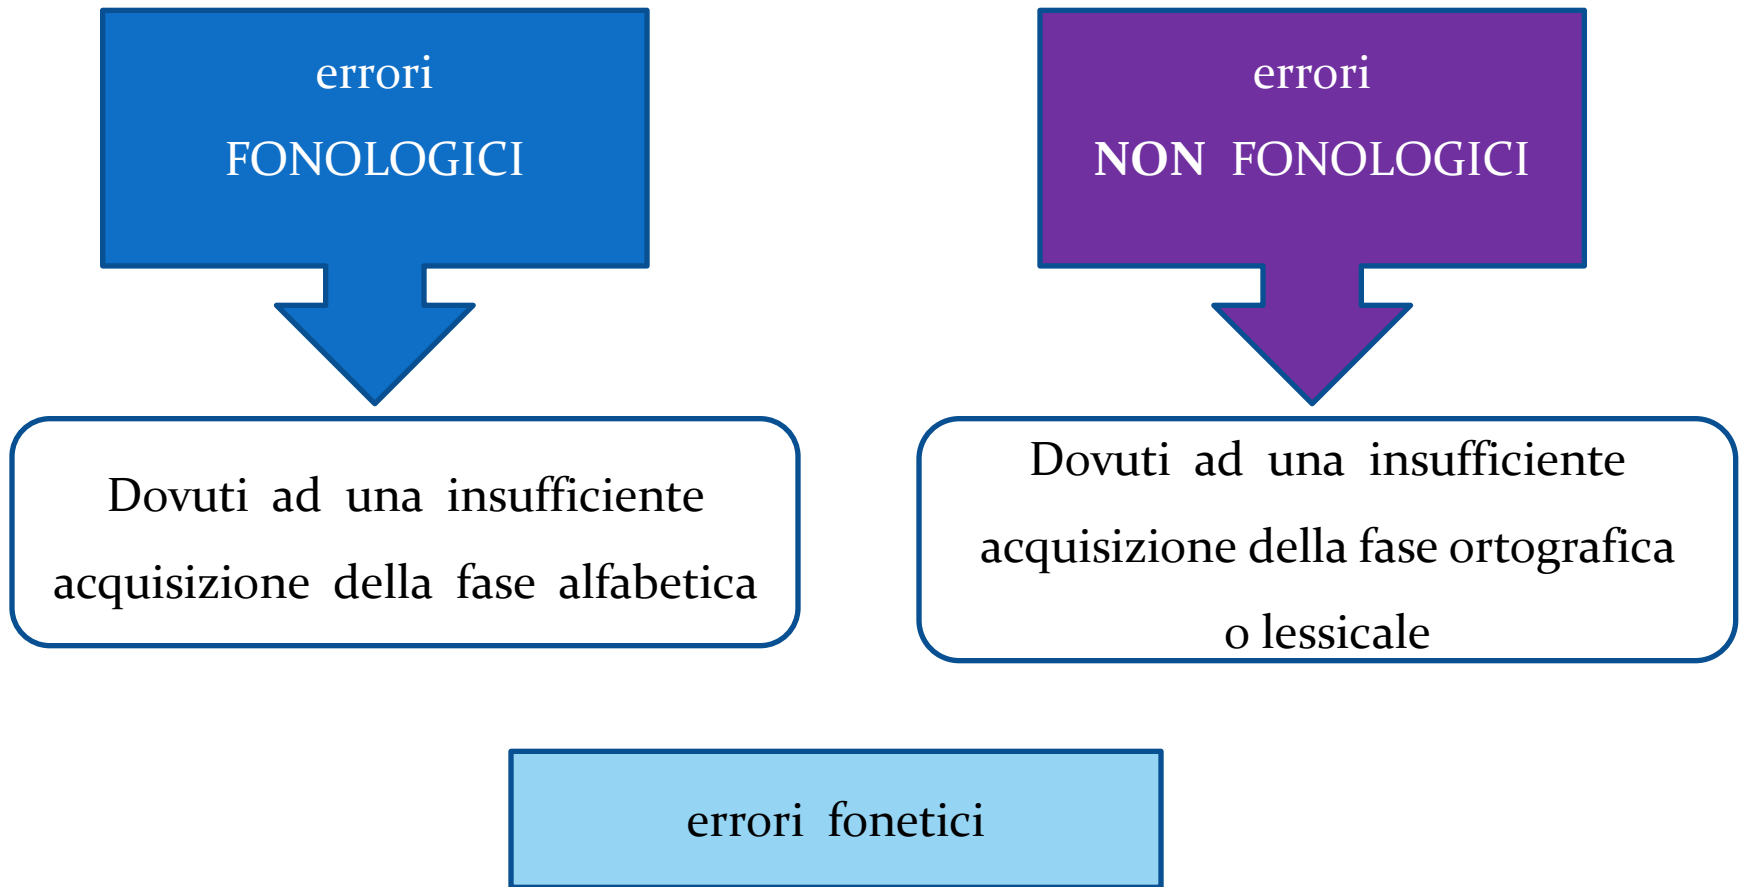 errori
FONOLOGICI
errori
NON FONOLOGICI
Dovuti ad una insufficiente
acquisizione della fase alfabetica
Dovuti ad una insufficiente
acquisizione della fase ortografica
o lessicale
errori fonetici